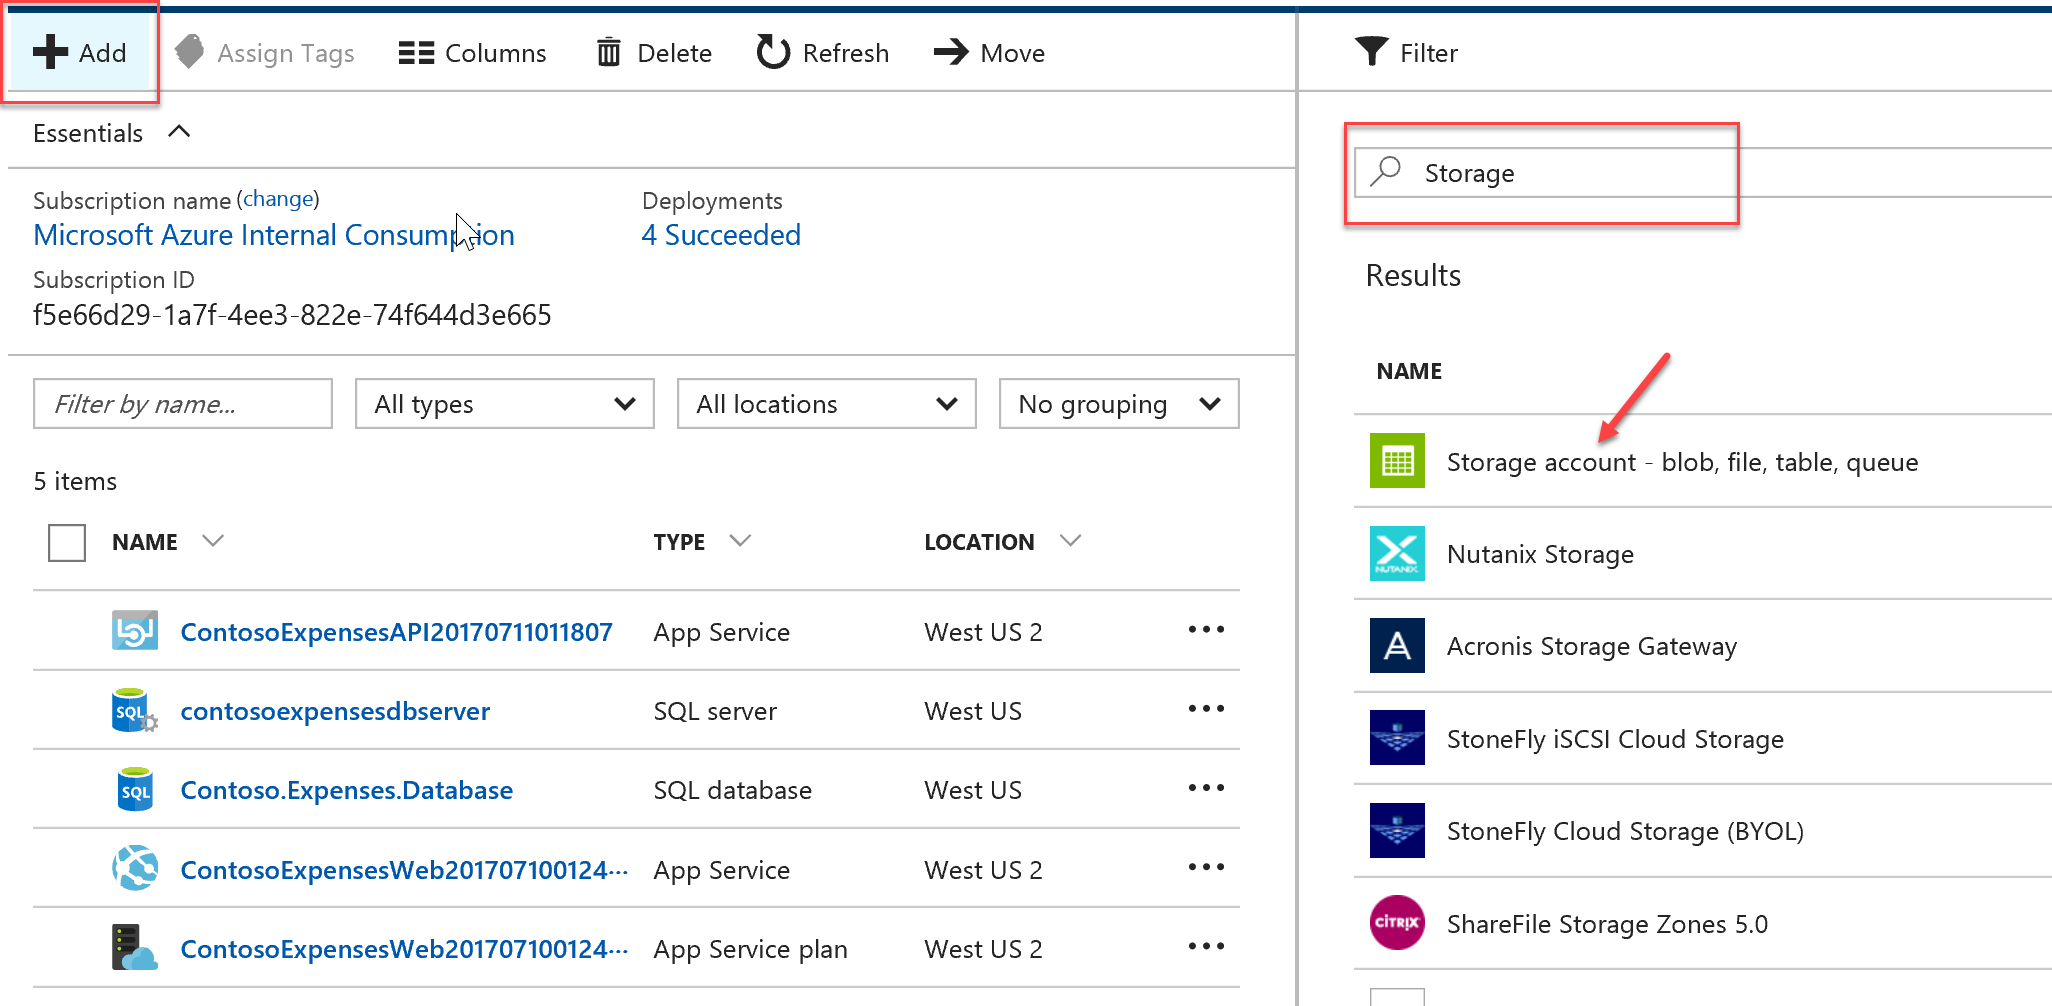 Add
Assign Tags
Columns
Delete
Refresh
Move
Essentials
Subscription name (change)
Deployments
Microsoft Azure Internal Consumption
4 Succeeded
Subscription ID
f5e66d29-1a7f-4ee3-822e-74f644d3e665
Filter by name...
All types
All locations
No grouping
5 items
NAME TYPE LOCATION
ContosoExpensesAPI20170711011807 App Service West US 2 •••
SQL contosoexpensesdbserver SQL server West US •••
SQL Contoso.Expenses.Database SQL database West US •••
ContosoExpensesWeb201707100124··· App Service West US 2 •••
ContosoExpensesWeb201707100124··· App Service plan West US 2 •••
Filter
Storage
Results
NAME
Storage account - blob, file, table, queue
NUTANIX Nutanix Storage
A Acronis Storage Gateway
StoneFly iSCSI Cloud Storage
StoneFly Cloud Storage (BYOL)
CITRIX ShareFile Storage Zones 5.0